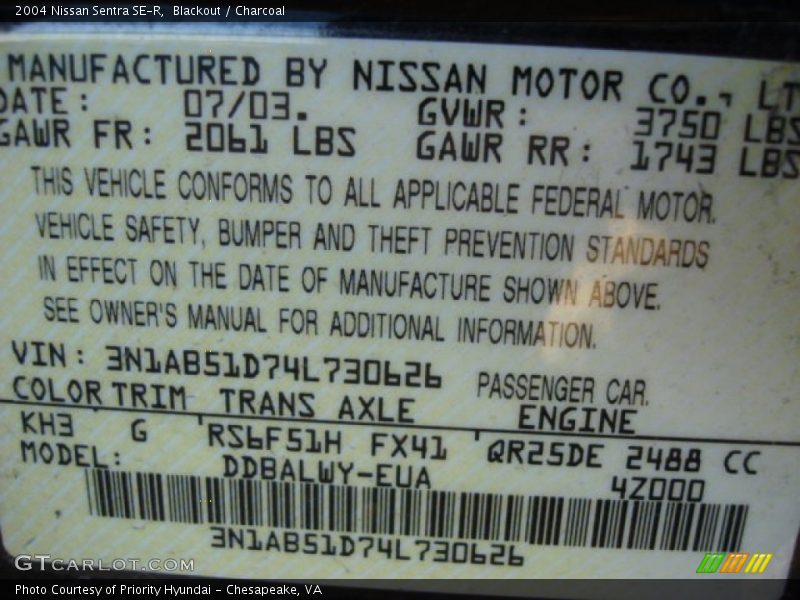 2004 Nissan Sentra SE-R, Blackout / Charcoal
MANUFACTURED BY NISSAN MOTOR CO., LT
DATE: 07/03. GVWR: 3750 LBS
GAWR FR: 2061 LBS GAWR RR: 1743 LBS
THIS VEHICLE CONFORMS TO ALL APPLICABLE FEDERAL MOTOR.
VEHICLE SAFETY, BUMPER AND THEFT PREVENTION STANDARDS
IN EFFECT ON THE DATE OF MANUFACTURE SHOWN ABOVE.
SEE OWNER'S MANUAL FOR ADDITIONAL INFORMATION.
VIN: 3N1AB51D74L730626 PASSENGER CAR.
COLOR TRIM TRANS AXLE ENGINE
KH3 G RS6F51H FX41 QR25DE 2488 CC
MODEL: DDBALWY-EUA 4Z000
3N1AB51D74L730626
GTCARLOT.COM
Photo Courtesy of Priority Hyundai - Chesapeake, VA